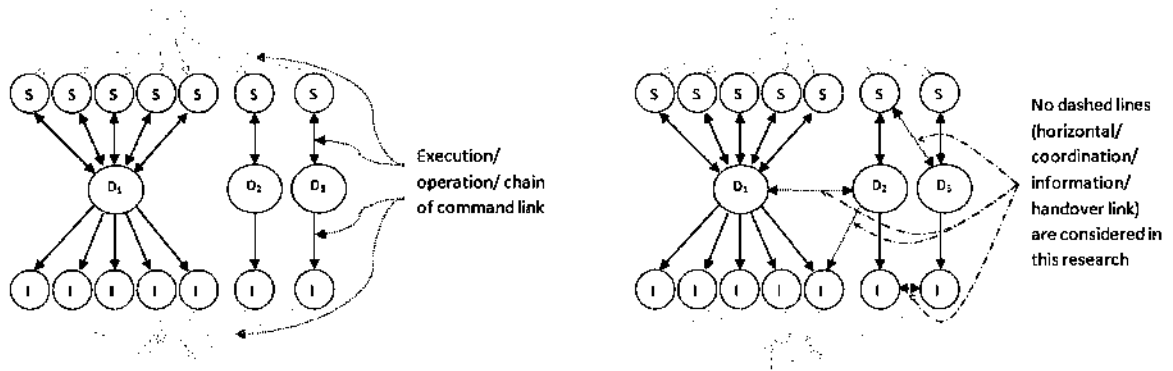 S S S S S S S
Execution/
operation/ chain
of command link
D₁ D₂ D₃
I I I I I I I
S S S S S S S
No dashed lines
(horizontal/
coordination/
information/
handover link)
are considered in
this research
D₁ D₂ D₃
I I I I I I I